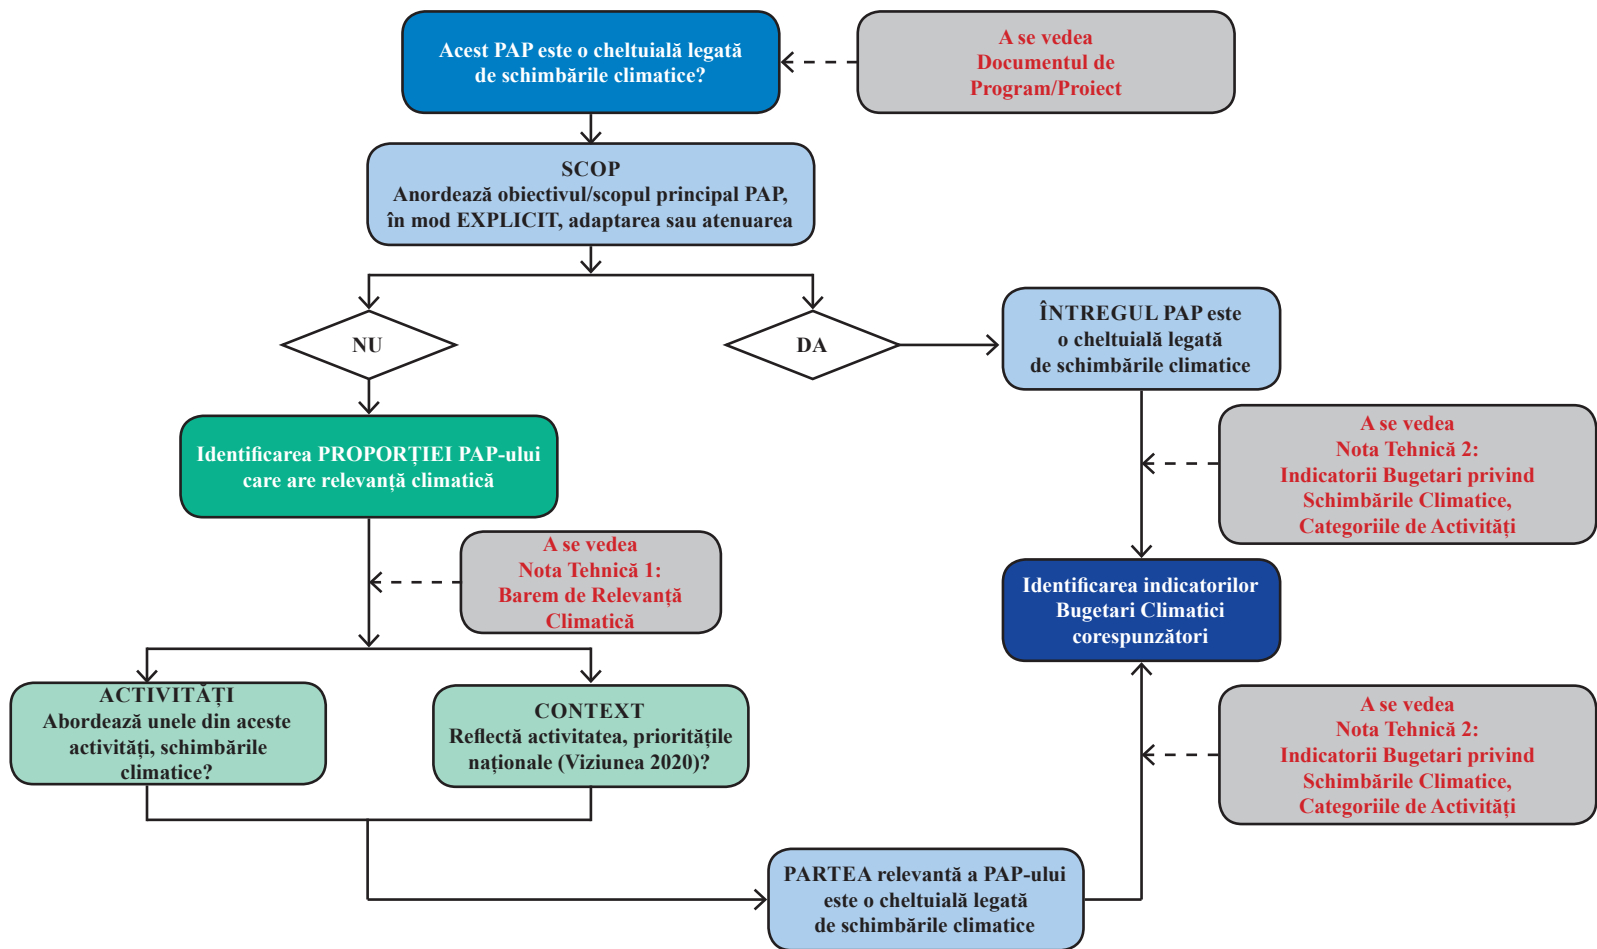 Acest PAP este o cheltuială legată
de schimbările climatice?
A se vedea
Documentul de
Program/Proiect
SCOP
Anordează obiectivul/scopul principal PAP,
în mod EXPLICIT, adaptarea sau atenuarea
NU
DA
ÎNTREGUL PAP este
o cheltuială legată
de schimbările climatice
Identificarea PROPORȚIEI PAP-ului
care are relevanță climatică
A se vedea
Nota Tehnică 2:
Indicatorii Bugetari privind
Schimbările Climatice,
Categoriile de Activități
A se vedea
Nota Tehnică 1:
Barem de Relevanță
Climatică
Identificarea indicatorilor
Bugetari Climatici
corespunzători
ACTIVITĂȚI
Abordează unele din aceste
activități, schimbările
climatice?
CONTEXT
Reflectă activitatea, prioritățile
naționale (Viziunea 2020)?
A se vedea
Nota Tehnică 2:
Indicatorii Bugetari privind
Schimbările Climatice,
Categoriile de Activități
PARTEA relevantă a PAP-ului
este o cheltuială legată
de schimbările climatice